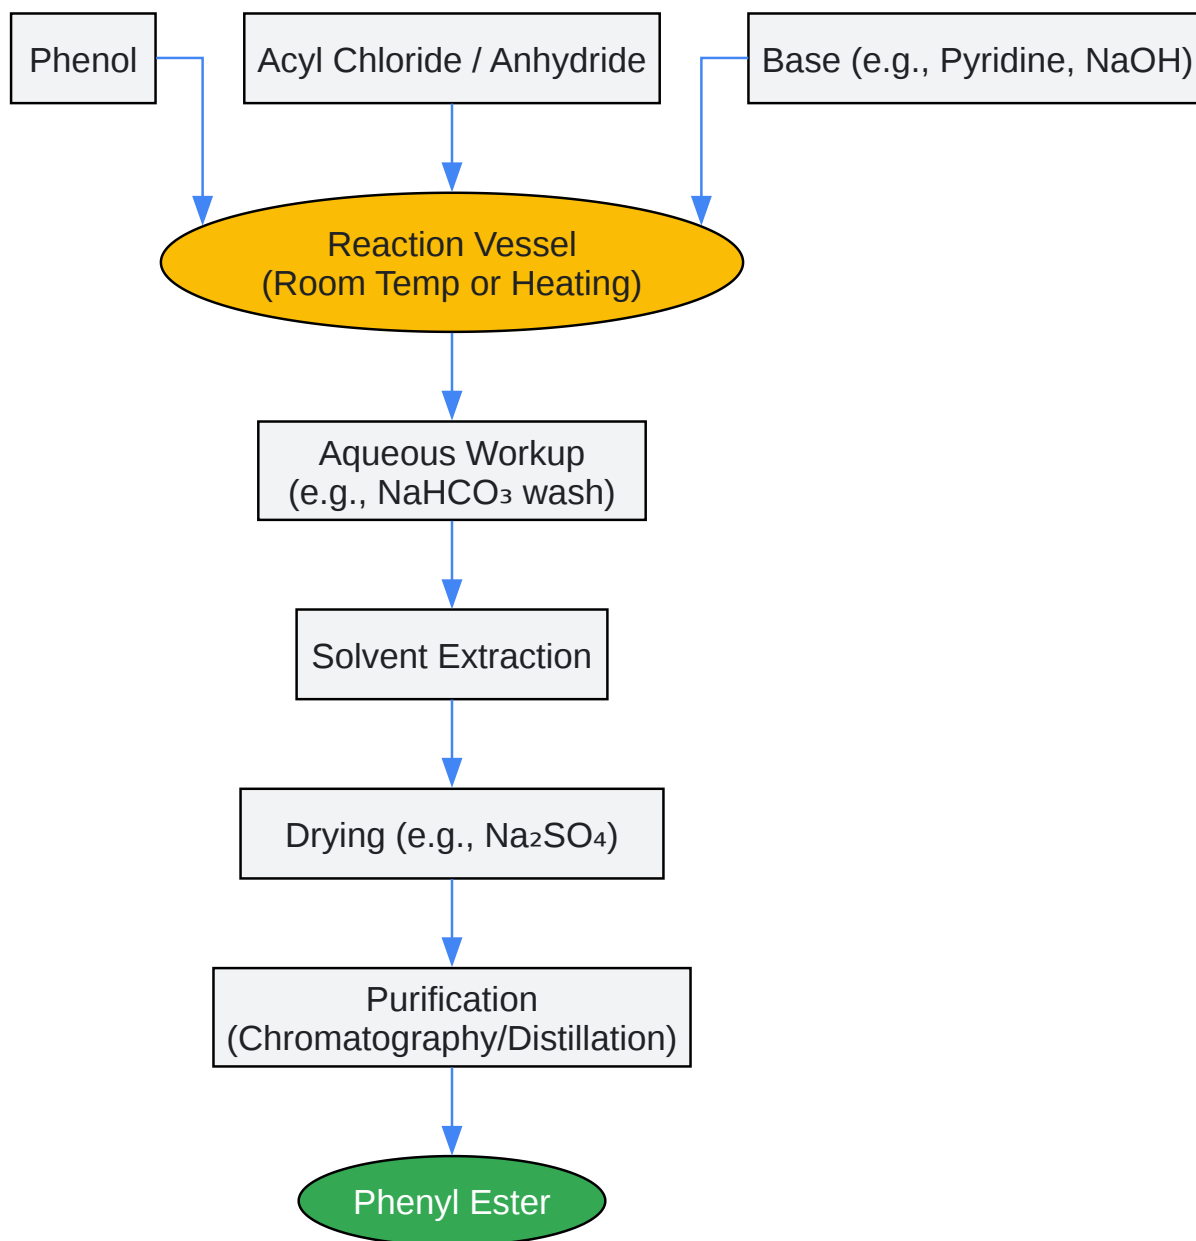 Phenol
Acyl Chloride / Anhydride
Base (e.g., Pyridine, NaOH)
Reaction Vessel
(Room Temp or Heating)
Aqueous Workup
(e.g., NaHCO₃ wash)
Solvent Extraction
Drying (e.g., Na₂SO₄)
Purification
(Chromatography/Distillation)
Phenyl Ester